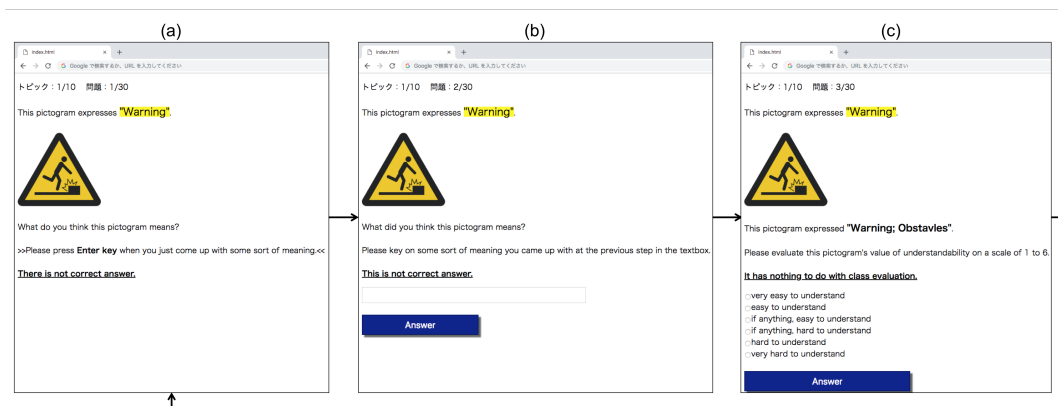 (a)
index.html × +
← → C G Google で検索するか、URL を入力してください
トピック：1/10 問題：1/30
This pictogram expresses "Warning".
What do you think this pictogram means?
>>Please press Enter key when you just come up with some sort of meaning.<<
There is not correct answer.
(b)
index.html × +
← → C G Google で検索するか、URL を入力してください
トピック：1/10 問題：2/30
This pictogram expresses "Warning".
What did you think this pictogram means?
Please key on some sort of meaning you came up with at the previous step in the textbox.
This is not correct answer.
Answer
(c)
index.html × +
← → C G Google で検索するか、URL を入力してください
トピック：1/10 問題：3/30
This pictogram expresses "Warning".
This pictogram expressed "Warning; Obstavles".
Please evaluate this pictogram's value of understandability on a scale of 1 to 6.
It has nothing to do with class evaluation.
very easy to understand
easy to understand
if anything, easy to understand
if anything, hard to understand
hard to understand
very hard to understand
Answer